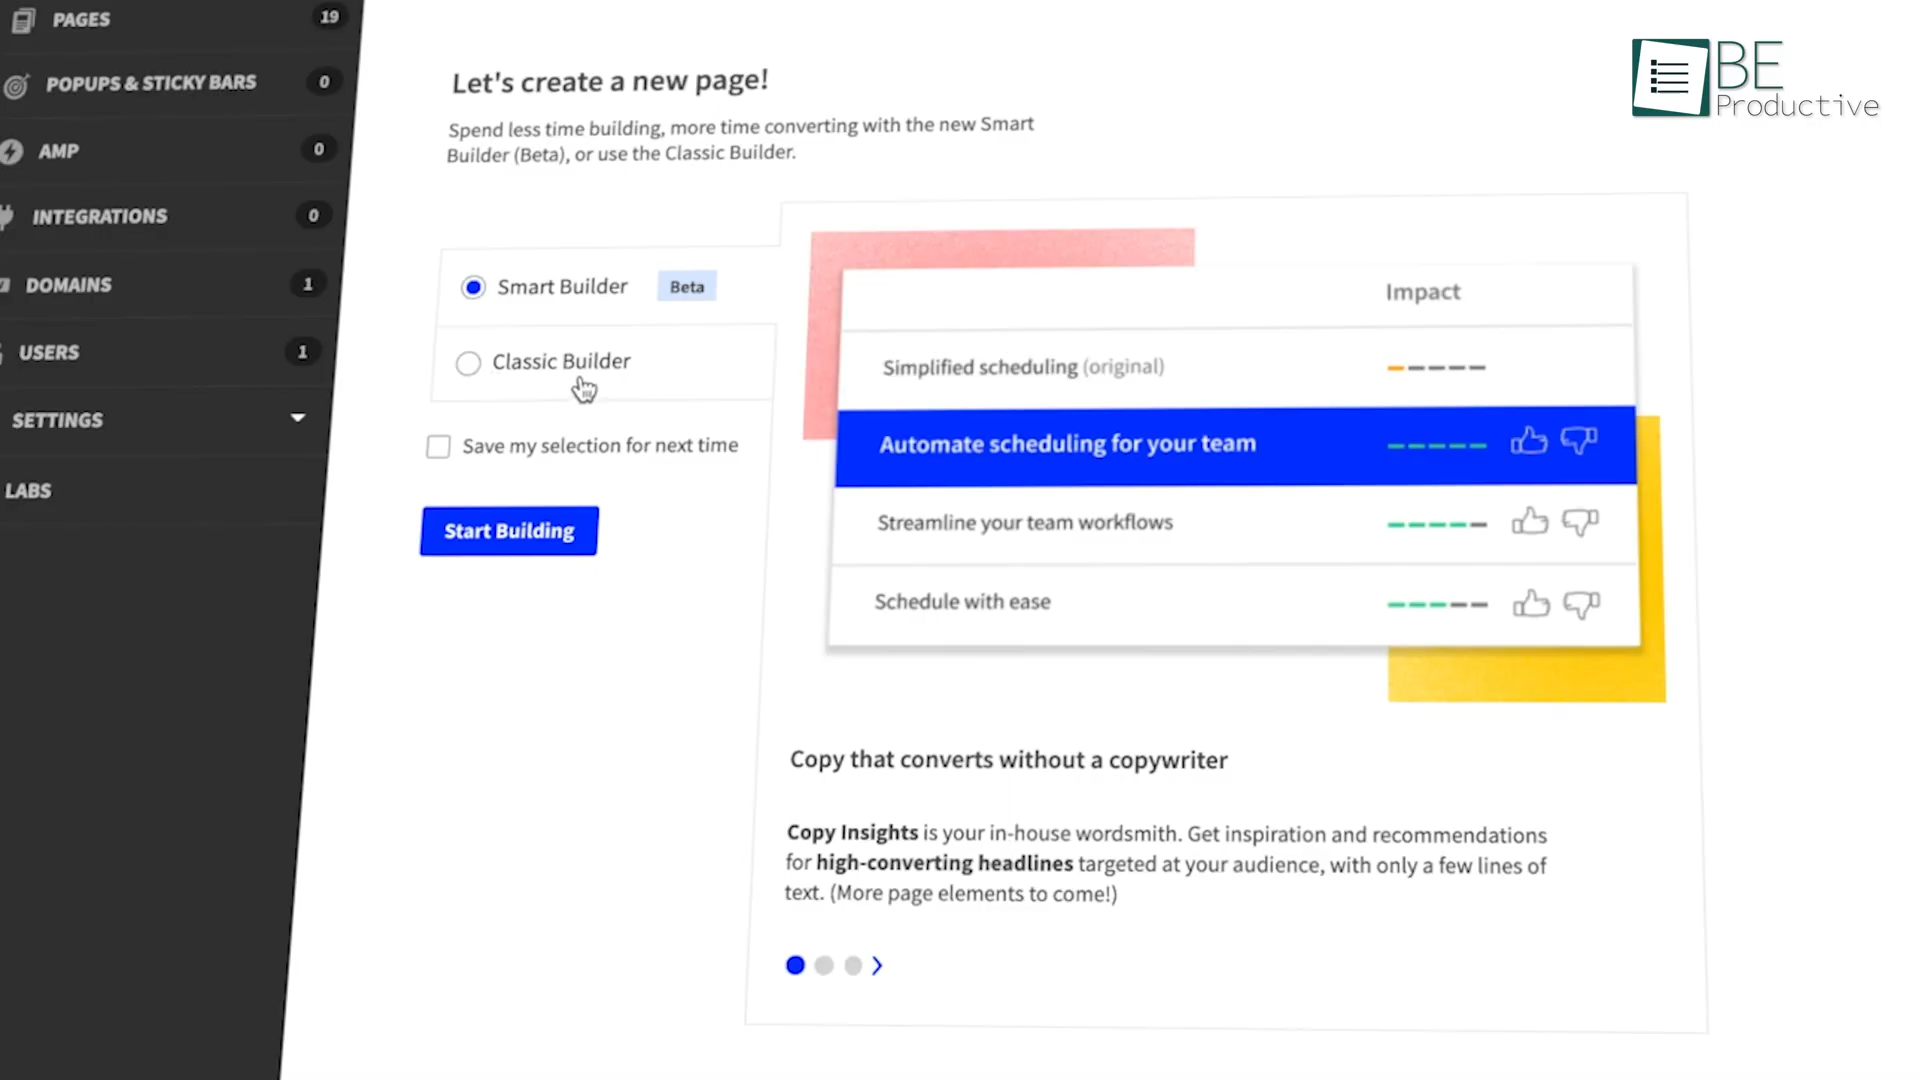 PAGES 19
POPUPS & STICKY BARS 0
AMP 0
INTEGRATIONS 0
DOMAINS 1
USERS 1
SETTINGS
LABS
Let's create a new page!
Spend less time building, more time converting with the new Smart
Builder (Beta), or use the Classic Builder.
Smart Builder Beta
Classic Builder
Save my selection for next time
Start Building
Impact
Simplified scheduling (original)
Automate scheduling for your team
Streamline your team workflows
Schedule with ease
Copy that converts without a copywriter
Copy Insights is your in-house wordsmith. Get inspiration and recommendations
for high-converting headlines targeted at your audience, with only a few lines of
text. (More page elements to come!)
BE
Productive